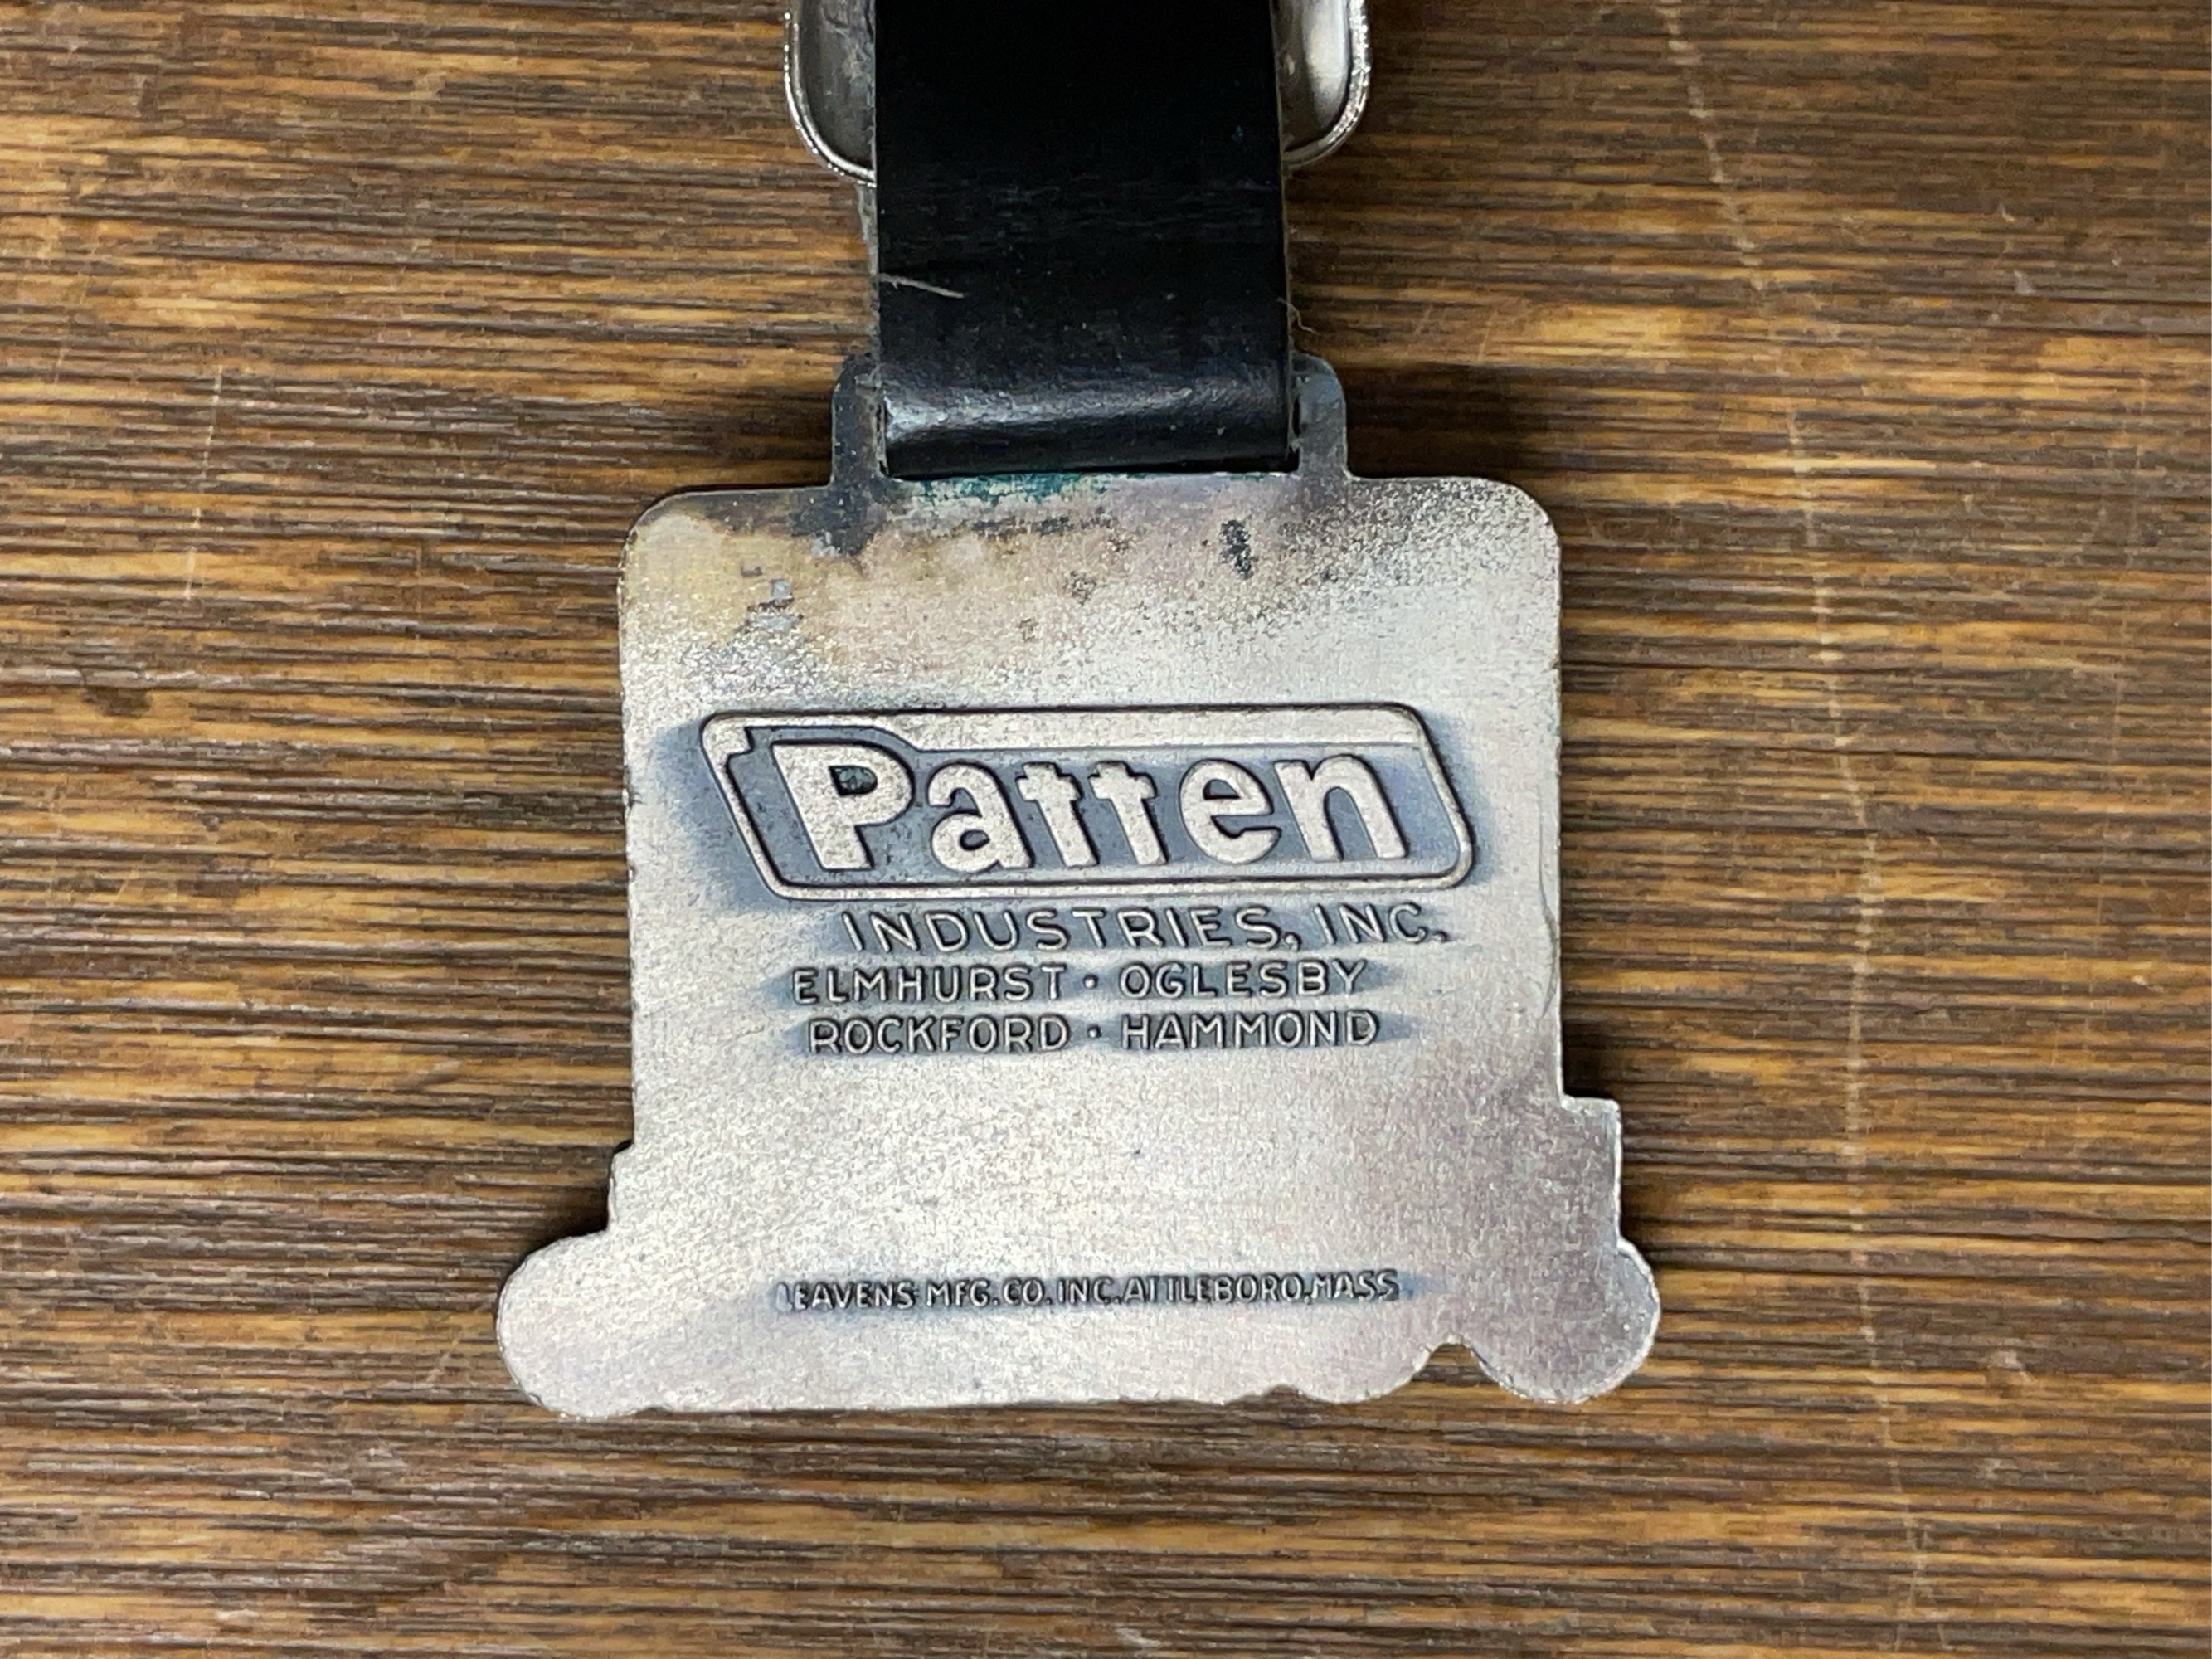 Patten
INDUSTRIES, INC.
ELMHURST · OGLESBY
ROCKFORD · HAMMOND
LEAVENS MFG. CO. INC. ATTLEBORO, MASS.